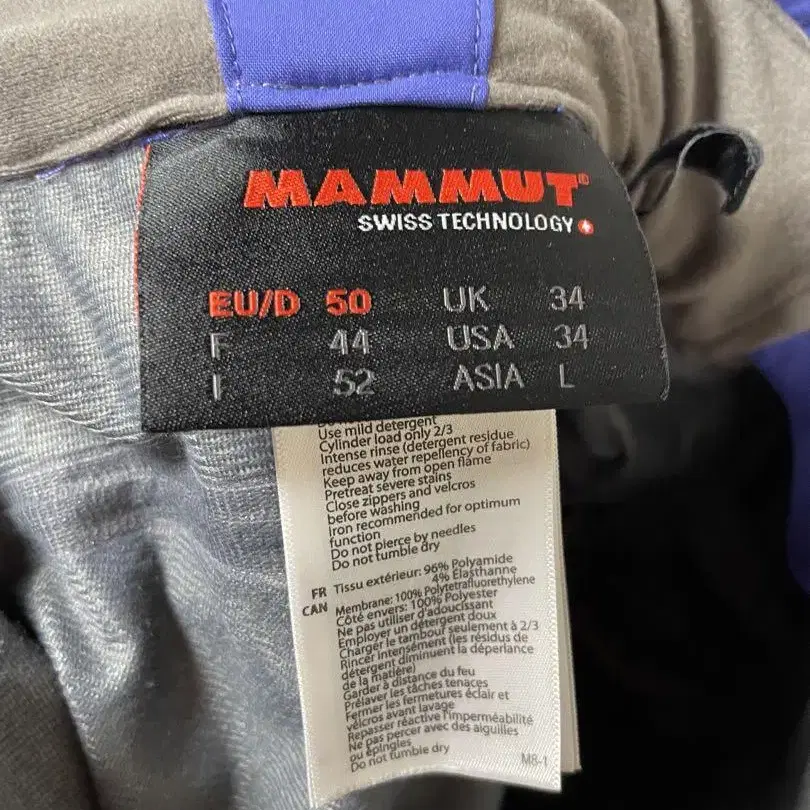 MAMMUT®
SWISS TECHNOLOGY
EU/D 50 UK 34
F 44 USA 34
I 52 ASIA L
Use mild detergent
Cylinder load only 2/3
Intense rinse (detergent residue
reduces water repellency of fabric)
Keep away from open flame
Pretreat severe stains
Close zippers and velcros
before washing
iron recommended for optimum
function
Do not pierce by needles
Do not tumble dry
FR Tissu extérieur: 96% Polyamide
4% Elasthanne
CAN Membrane: 100% Polytetrafluorethylene
Côté envers: 100% Polyester
Ne pas utiliser d'adoucissant
Employer un détergent doux
Charger le tambour seulement à 2/3
Rincer intensément (les résidus de
détergent diminuent la déperlance
de la matière)
Garder à distance du feu
Prélaver les tâches tenaces
Fermer les fermetures éclair et
velcros avant lavage
Repasser réactive l'imperméabilité
Ne pas percer avec des aiguilles
ou épingles
Do not tumble dry
M8-1